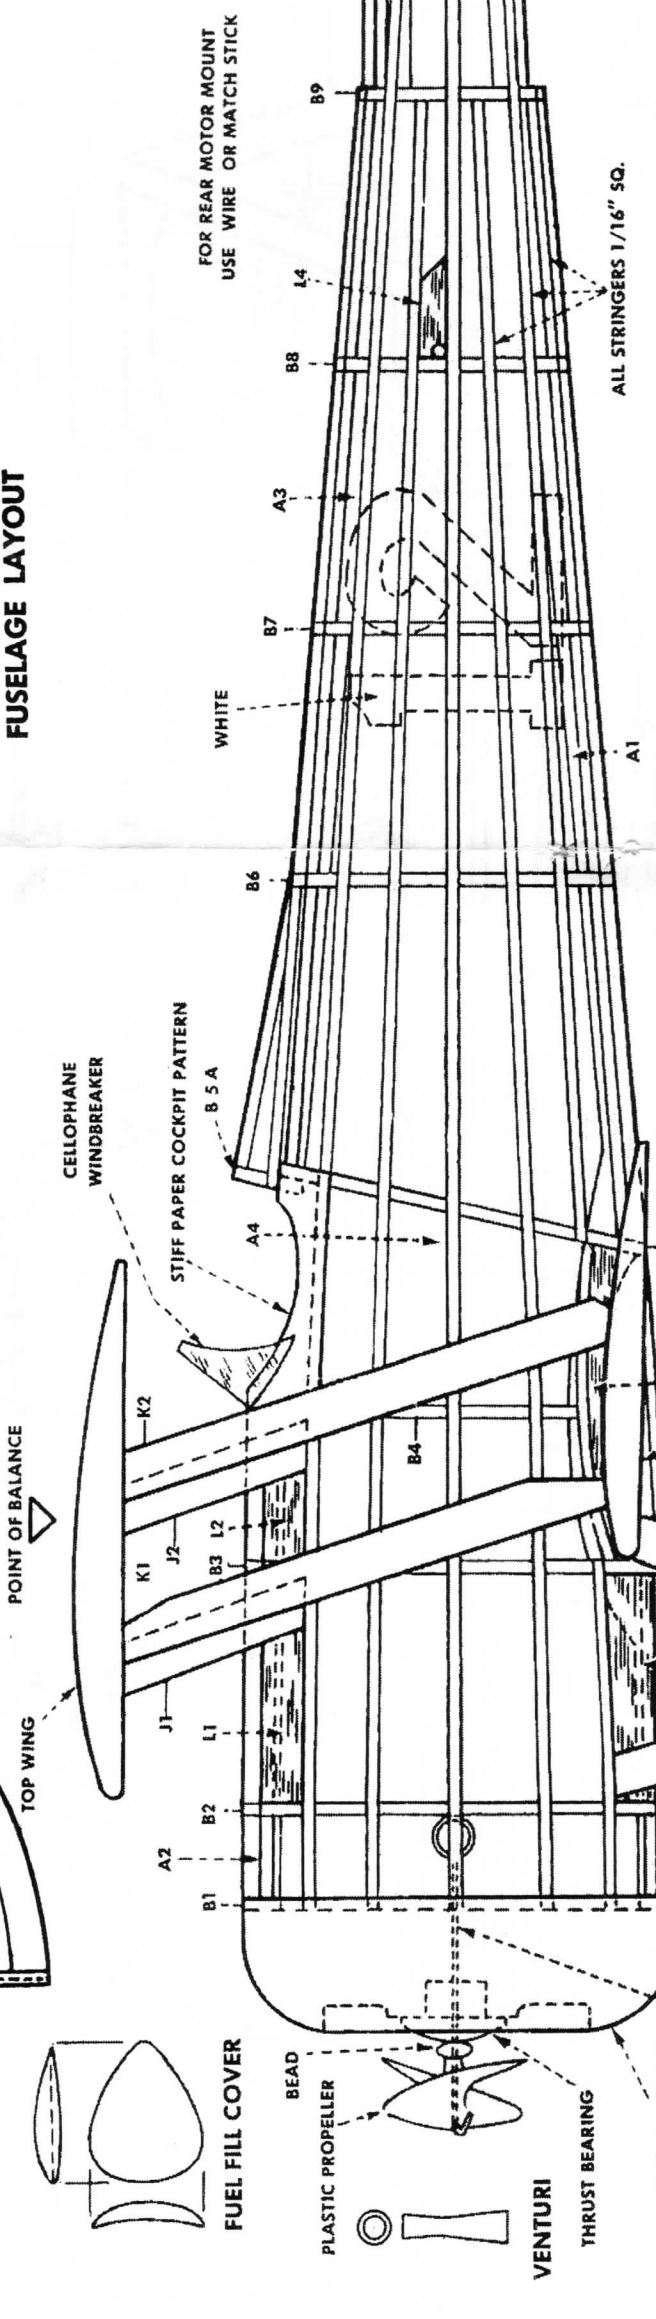 FUSELAGE LAYOUT
FOR REAR MOTOR MOUNT
USE WIRE OR MATCH STICK
B9
L4
B8
ALL STRINGERS 1/16" SQ.
A3
B7
WHITE
A1
B6
CELLOPHANE
WINDBREAKER
STIFF PAPER COCKPIT PATTERN
B 5 A
A4
POINT OF BALANCE
K2
B4
J2
L2
K1
B3
TOP WING
J1
L1
B2
A2
B1
FUEL FILL COVER
BEAD
PLASTIC PROPELLER
THRUST BEARING
VENTURI